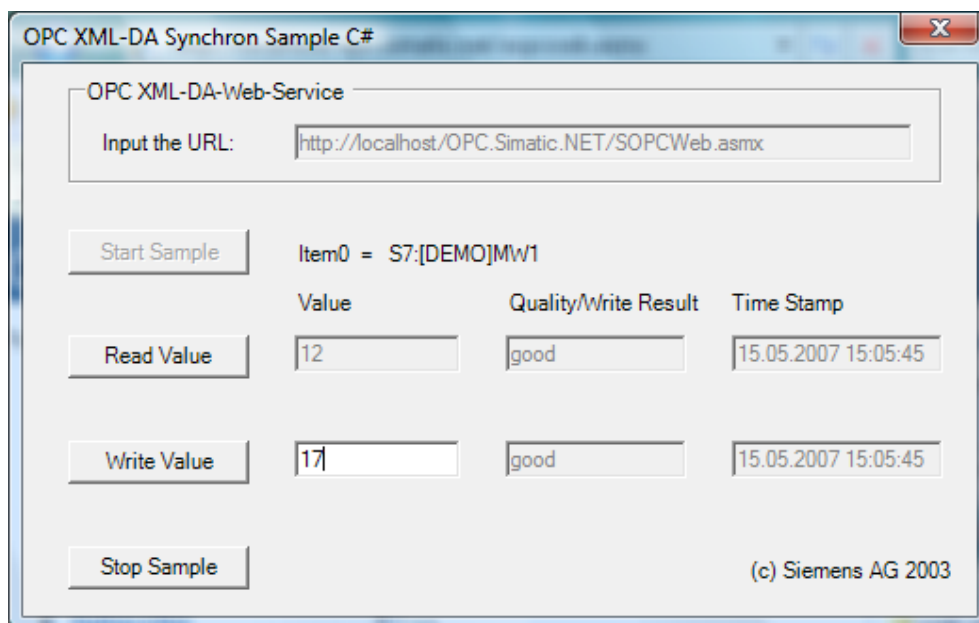 OPC XML-DA Synchron Sample C#
X
OPC XML-DA-Web-Service
Input the URL: http://localhost/OPC.Simatic.NET/SOPCWeb.asmx
Start Sample Item0 = S7:[DEMO]MW1
Value Quality/Write Result Time Stamp
Read Value 12 good 15.05.2007 15:05:45
Write Value 17 good 15.05.2007 15:05:45
Stop Sample (c) Siemens AG 2003